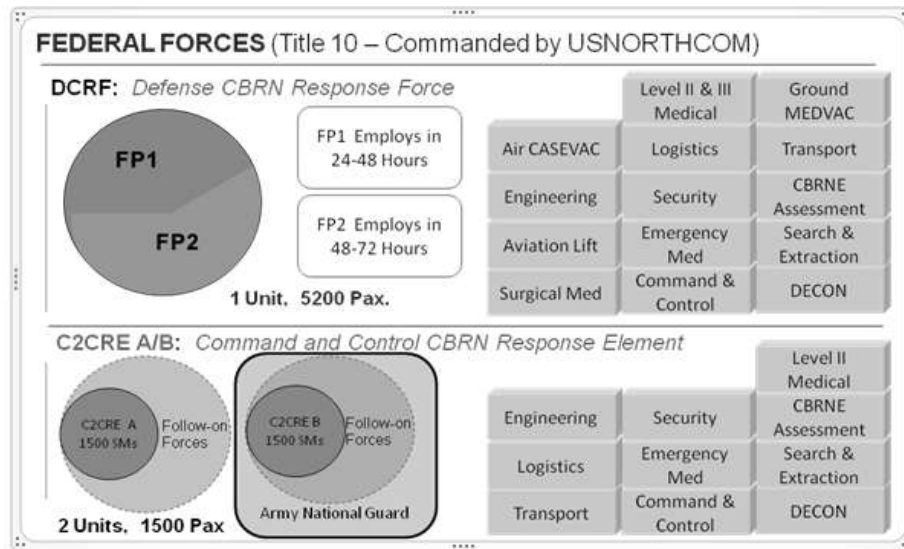 FEDERAL FORCES (Title 10 – Commanded by USNORTHCOM)
DCRF: Defense CBRN Response Force
FP1
FP2
FP1 Employs in
24-48 Hours
FP2 Employs in
48-72 Hours
1 Unit, 5200 Pax.
Level II & III
Medical
Ground
MEDVAC
Air CASEVAC
Logistics
Transport
Engineering
Security
CBRNE
Assessment
Aviation Lift
Emergency
Med
Search &
Extraction
Surgical Med
Command &
Control
DECON
C2CRE A/B: Command and Control CBRN Response Element
C2CRE A
1500 SMs
Follow-on
Forces
C2CRE B
1500 SMs
Follow-on
Forces
Army National Guard
2 Units, 1500 Pax
Level II
Medical
Engineering
Security
CBRNE
Assessment
Logistics
Emergency
Med
Search &
Extraction
Transport
Command &
Control
DECON